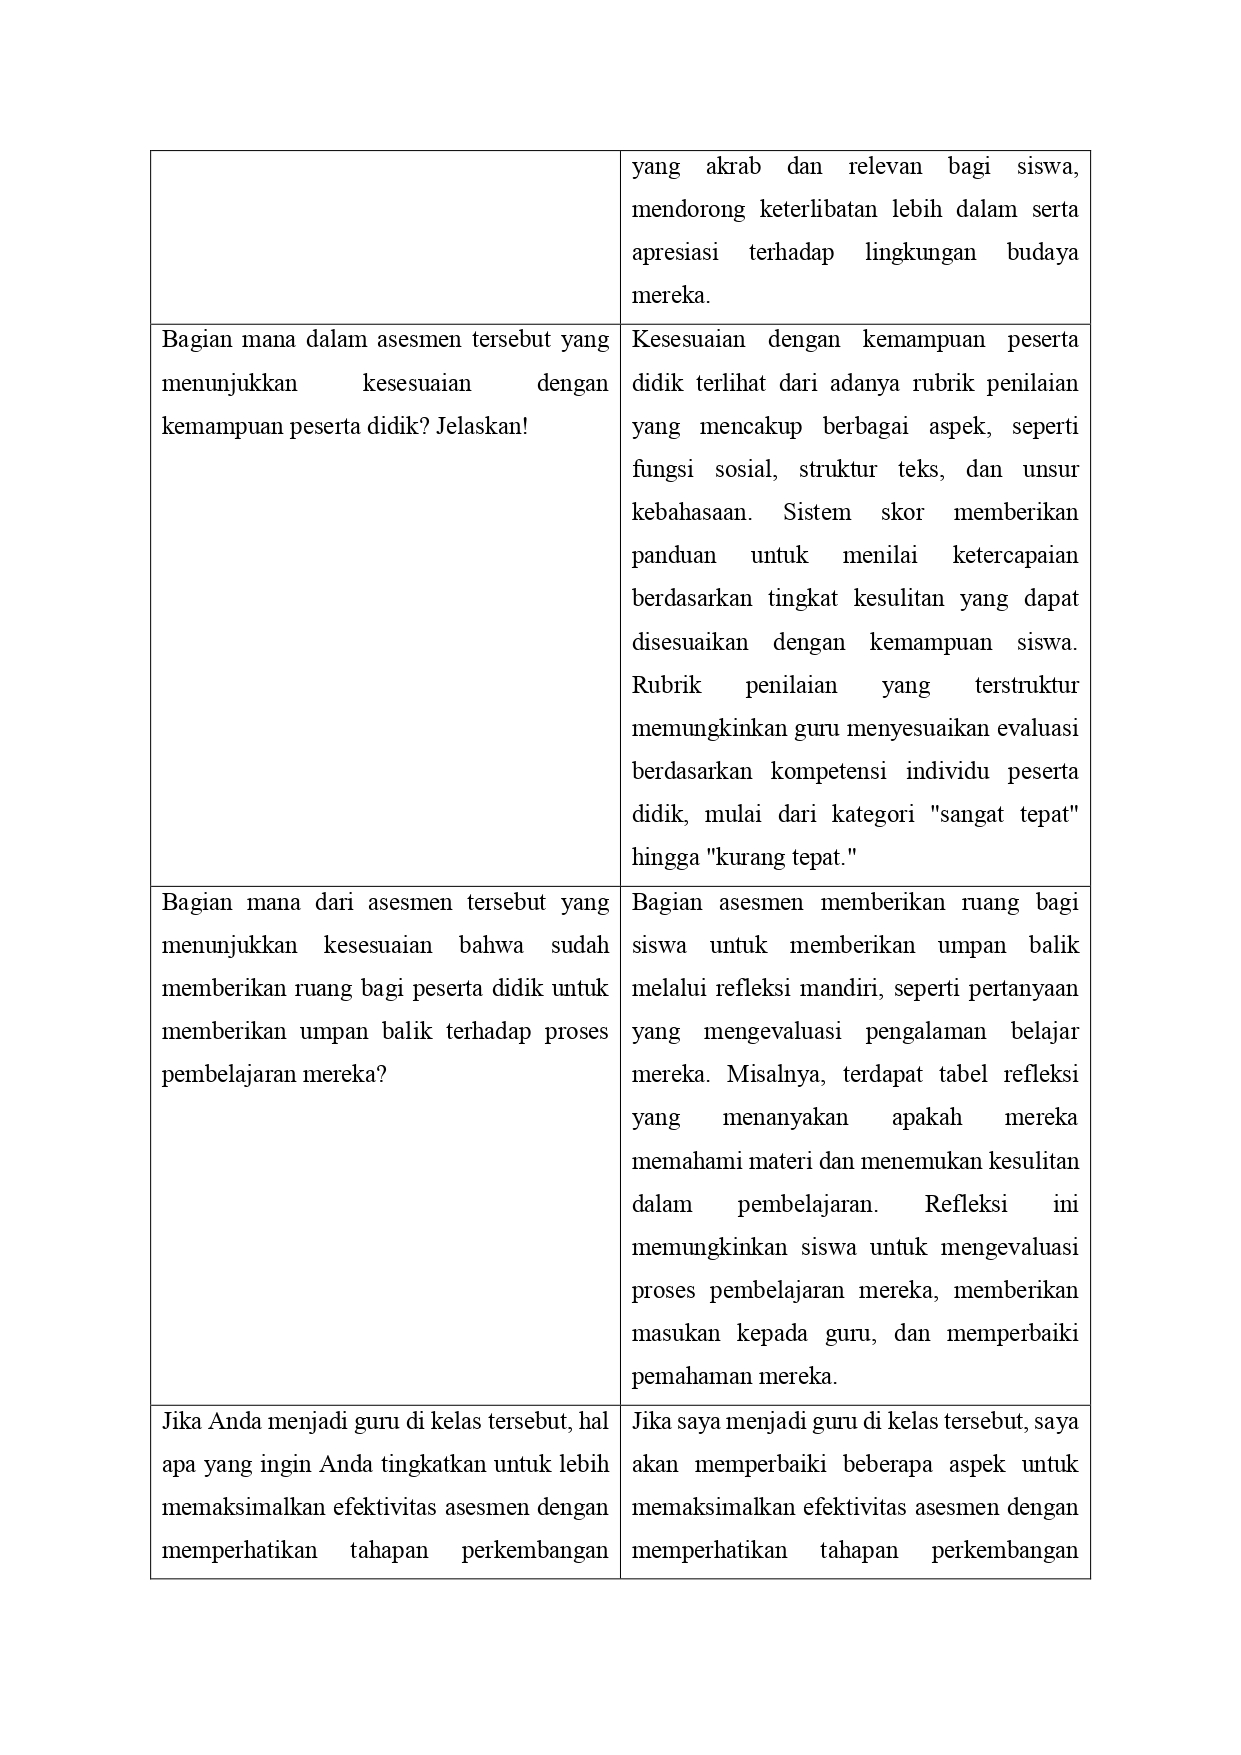 yang akrab dan relevan bagi siswa,
mendorong keterlibatan lebih dalam serta
apresiasi terhadap lingkungan budaya
mereka.
Bagian mana dalam asesmen tersebut yang
menunjukkan kesesuaian dengan
kemampuan peserta didik? Jelaskan!
Kesesuaian dengan kemampuan peserta
didik terlihat dari adanya rubrik penilaian
yang mencakup berbagai aspek, seperti
fungsi sosial, struktur teks, dan unsur
kebahasaan. Sistem skor memberikan
panduan untuk menilai ketercapaian
berdasarkan tingkat kesulitan yang dapat
disesuaikan dengan kemampuan siswa.
Rubrik penilaian yang terstruktur
memungkinkan guru menyesuaikan evaluasi
berdasarkan kompetensi individu peserta
didik, mulai dari kategori "sangat tepat"
hingga "kurang tepat."
Bagian mana dari asesmen tersebut yang
menunjukkan kesesuaian bahwa sudah
memberikan ruang bagi peserta didik untuk
memberikan umpan balik terhadap proses
pembelajaran mereka?
Bagian asesmen memberikan ruang bagi
siswa untuk memberikan umpan balik
melalui refleksi mandiri, seperti pertanyaan
yang mengevaluasi pengalaman belajar
mereka. Misalnya, terdapat tabel refleksi
yang menanyakan apakah mereka
memahami materi dan menemukan kesulitan
dalam pembelajaran. Refleksi ini
memungkinkan siswa untuk mengevaluasi
proses pembelajaran mereka, memberikan
masukan kepada guru, dan memperbaiki
pemahaman mereka.
Jika Anda menjadi guru di kelas tersebut, hal
apa yang ingin Anda tingkatkan untuk lebih
memaksimalkan efektivitas asesmen dengan
memperhatikan tahapan perkembangan
Jika saya menjadi guru di kelas tersebut, saya
akan memperbaiki beberapa aspek untuk
memaksimalkan efektivitas asesmen dengan
memperhatikan tahapan perkembangan